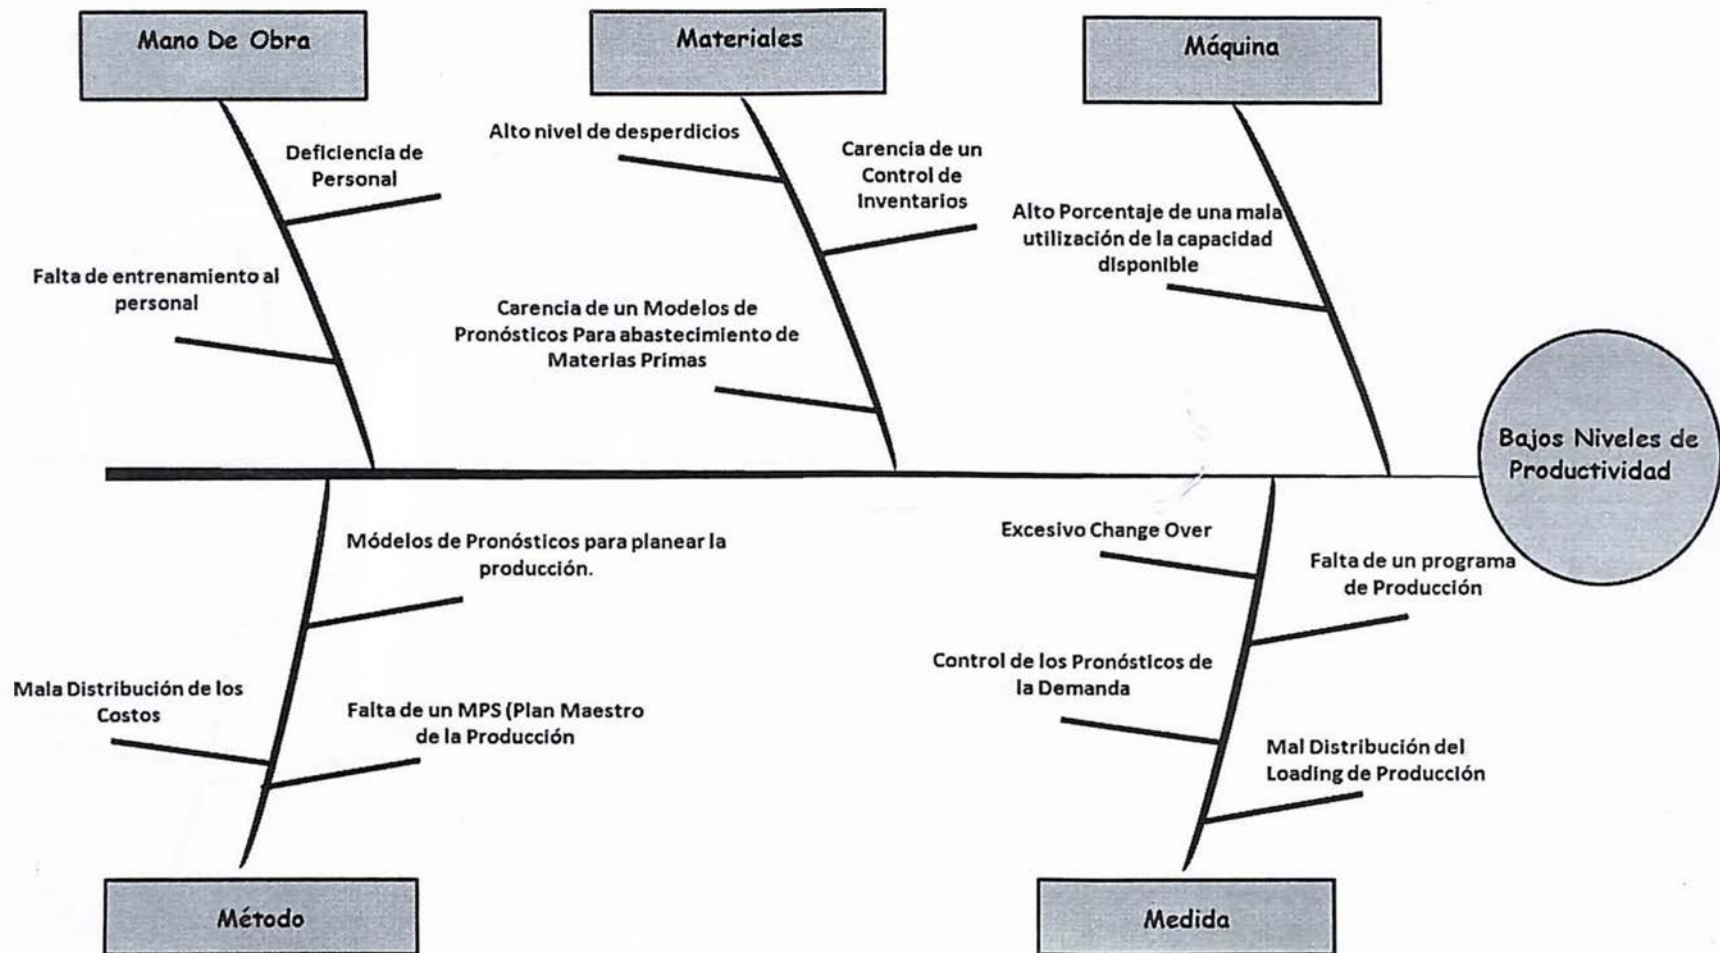 Mano De Obra
Materiales
Máquina
Deficiencia de
Personal
Falta de entrenamiento al
personal
Alto nivel de desperdicios
Carencia de un
Control de
Inventarios
Carencia de un Modelos de
Pronósticos Para abastecimiento de
Materias Primas
Alto Porcentaje de una mala
utilización de la capacidad
disponible
Bajos Niveles de
Productividad
Módelos de Pronósticos para planear la
producción.
Mala Distribución de los
Costos
Falta de un MPS (Plan Maestro
de la Producción
Excesivo Change Over
Falta de un programa
de Producción
Control de los Pronósticos de
la Demanda
Mal Distribución del
Loading de Producción
Método
Medida